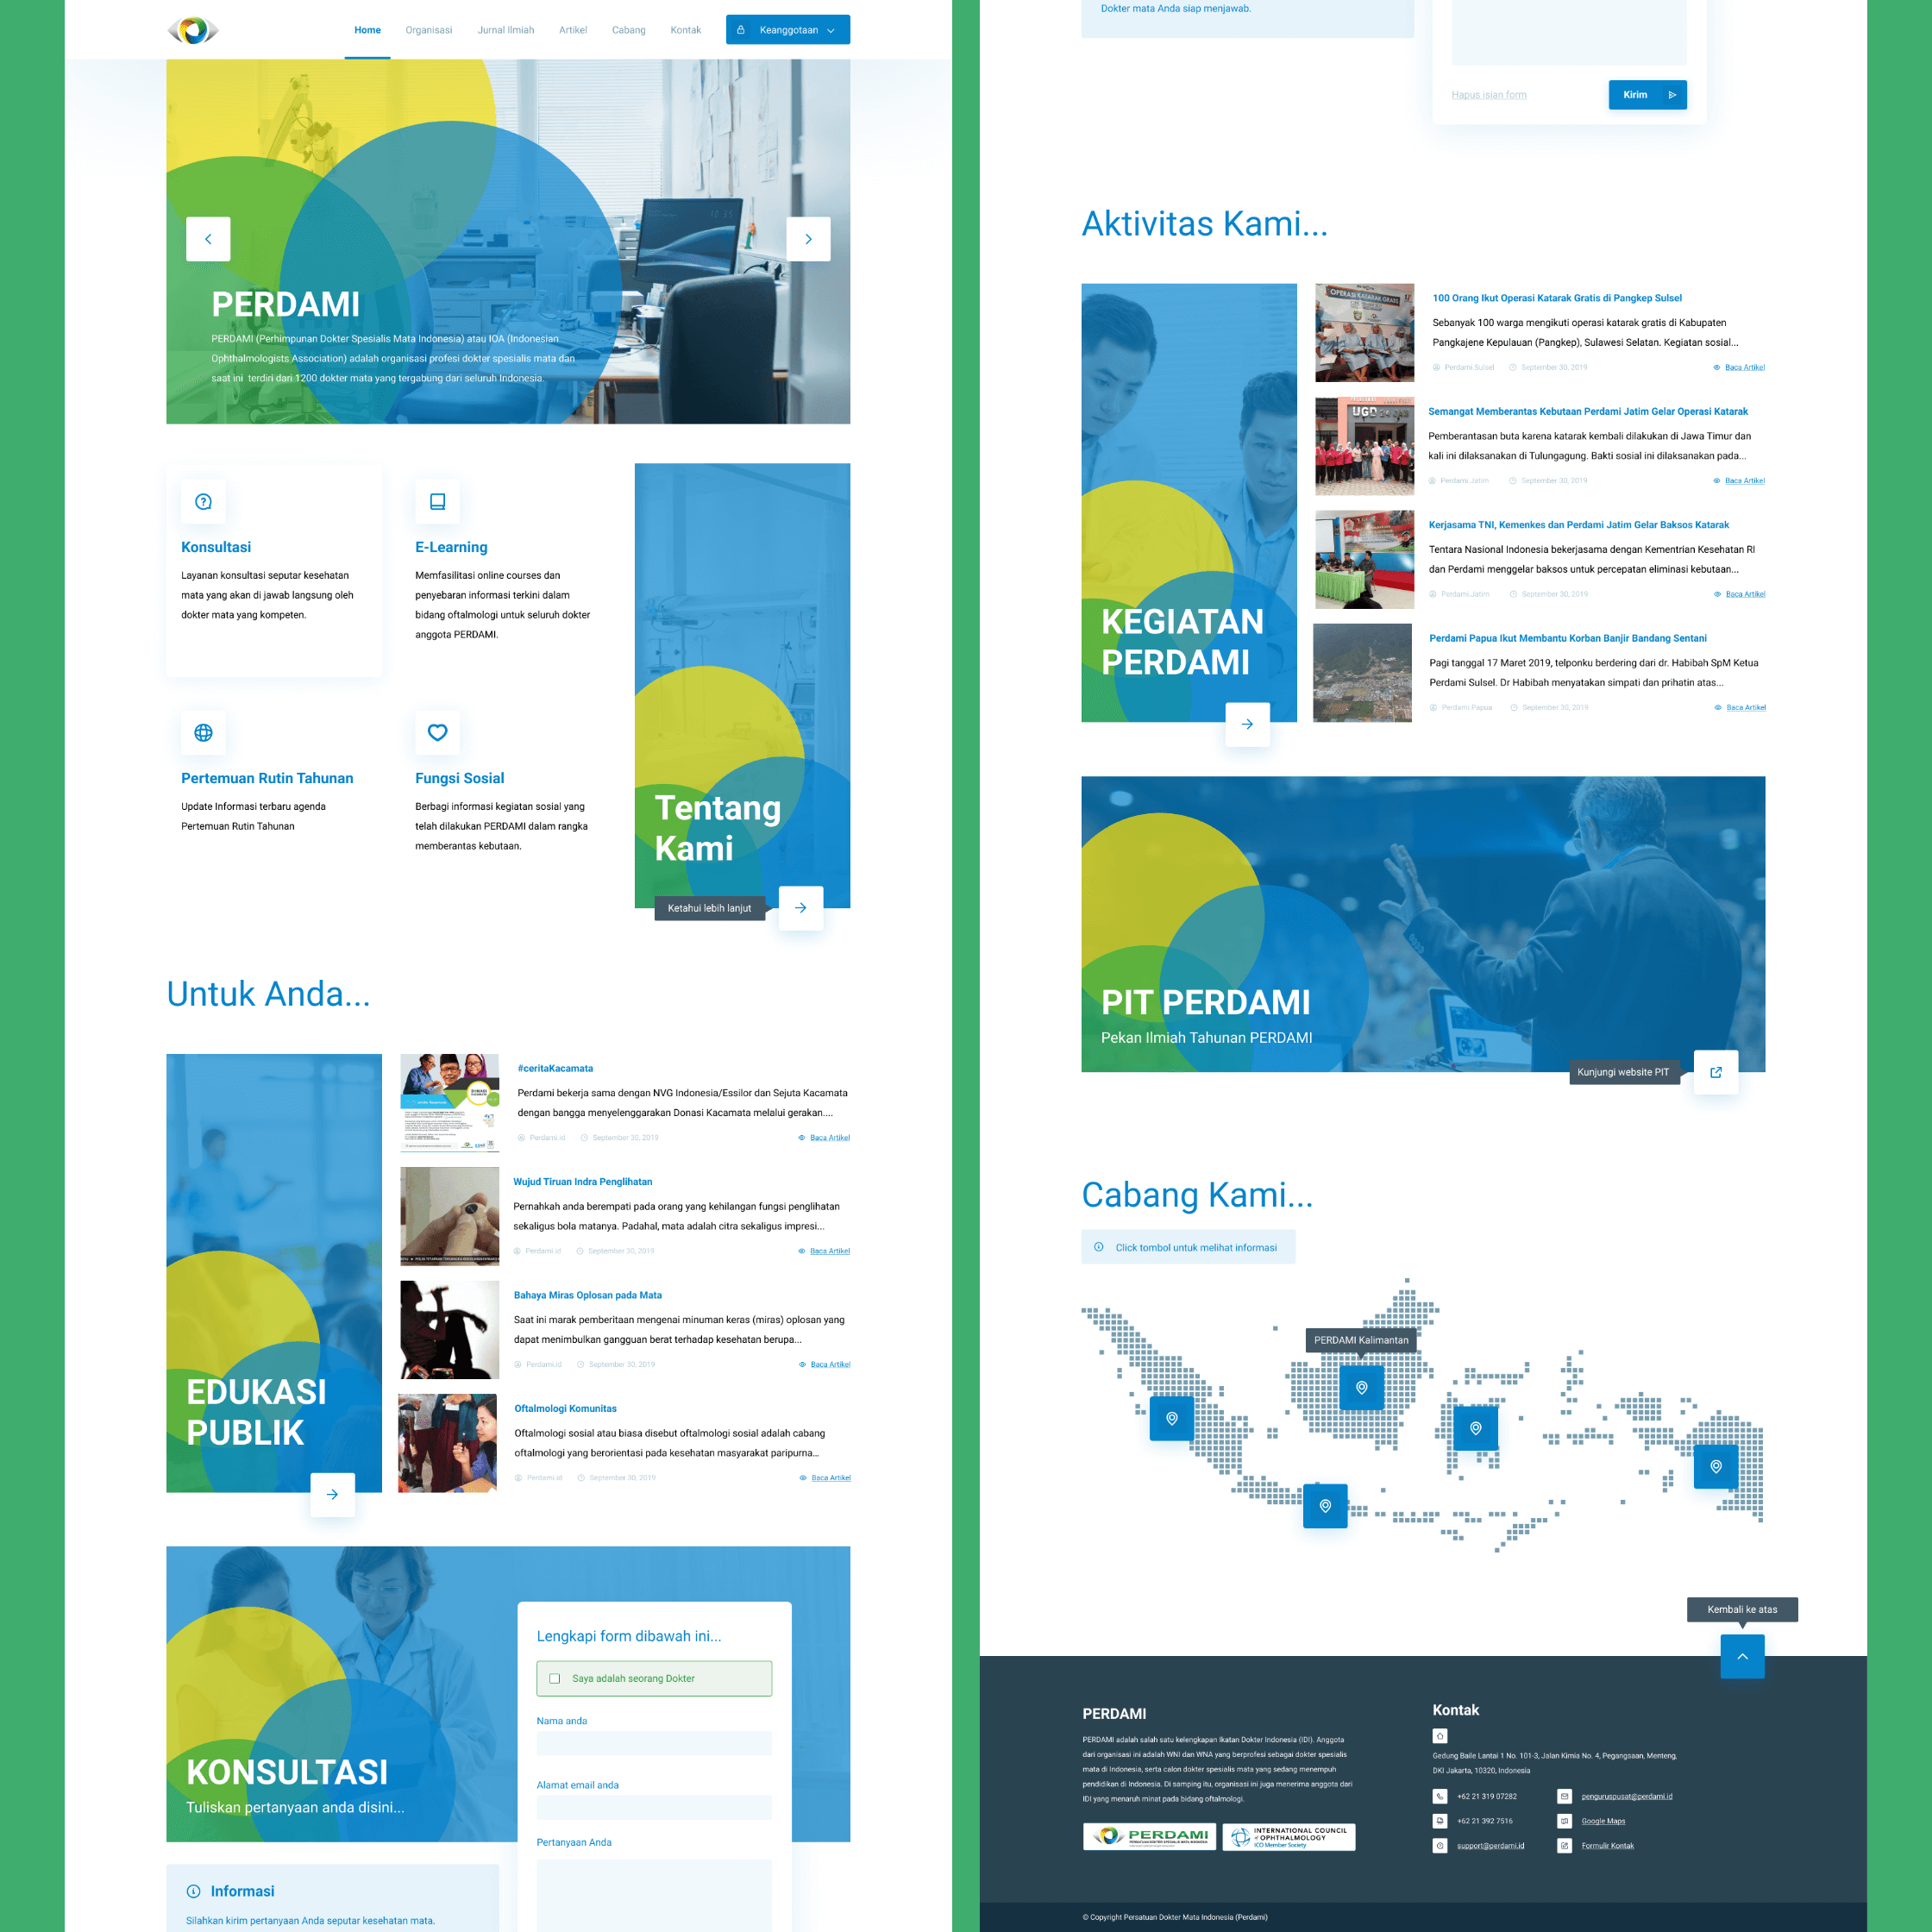 Home
Organisasi
Jurnal Ilmiah
Artikel
Cabang
Kontak
Keanggotaan
PERDAMI
PERDAMI (Perhimpunan Dokter Spesialis Mata Indonesia) atau IOA (Indonesian
Ophthalmologists Association) adalah organisasi profesi dokter spesialis mata dan
saat ini terdiri dari 1200 dokter mata yang tergabung dari seluruh Indonesia.
Konsultasi
Layanan konsultasi seputar kesehatan
mata yang akan di jawab langsung oleh
dokter mata yang kompeten.
E-Learning
Memfasilitasi online courses dan
penyebaran informasi terkini dalam
bidang oftalmologi untuk seluruh dokter
anggota PERDAMI.
Pertemuan Rutin Tahunan
Update Informasi terbaru agenda
Pertemuan Rutin Tahunan
Fungsi Sosial
Berbagi informasi kegiatan sosial yang
telah dilakukan PERDAMI dalam rangka
memberantas kebutaan.
Tentang
Kami
Ketahui lebih lanjut
Untuk Anda...
EDUKASI
PUBLIK
#ceritaKacamata
Perdami bekerja sama dengan NVG Indonesia/Essilor dan Sejuta Kacamata
dengan bangga menyelenggarakan Donasi Kacamata melalui gerakan....
Perdami.id
September 30, 2019
Baca Artikel
Wujud Tiruan Indra Penglihatan
Pernahkah anda berempati pada orang yang kehilangan fungsi penglihatan
sekaligus bola matanya. Padahal, mata adalah citra sekaligus impresi...
Perdami.id
September 30, 2019
Baca Artikel
Bahaya Miras Oplosan pada Mata
Saat ini marak pemberitaan mengenai minuman keras (miras) oplosan yang
dapat menimbulkan gangguan berat terhadap kesehatan berupa...
Perdami.id
September 30, 2019
Baca Artikel
Oftalmologi Komunitas
Oftalmologi sosial atau biasa disebut oftalmologi sosial adalah cabang
oftalmologi yang berorientasi pada kesehatan masyarakat paripurna...
Perdami.id
September 30, 2019
Baca Artikel
KONSULTASI
Tuliskan pertanyaan anda disini...
Lengkapi form dibawah ini...
Saya adalah seorang Dokter
Nama anda
Alamat email anda
Pertanyaan Anda
Informasi
Silahkan kirim pertanyaan Anda seputar kesehatan mata.
Dokter mata Anda siap menjawab.
Hapus isian form
Kirim
Aktivitas Kami...
KEGIATAN
PERDAMI
OPERASI KATARAK GRATIS
100 Orang Ikut Operasi Katarak Gratis di Pangkep Sulsel
Sebanyak 100 warga mengikuti operasi katarak gratis di Kabupaten
Pangkajene Kepulauan (Pangkep), Sulawesi Selatan. Kegiatan sosial...
Perdami.Sulsel
September 30, 2019
Baca Artikel
UGD 24 JAM
Semangat Memberantas Kebutaan Perdami Jatim Gelar Operasi Katarak
Pemberantasan buta karena katarak kembali dilakukan di Jawa Timur dan
kali ini dilaksanakan di Tulungagung. Bakti sosial ini dilaksanakan pada...
Perdami.Jatim
September 30, 2019
Baca Artikel
Kerjasama TNI, Kemenkes dan Perdami Jatim Gelar Baksos Katarak
Tentara Nasional Indonesia bekerjasama dengan Kementrian Kesehatan RI
dan Perdami menggelar baksos untuk percepatan eliminasi kebutaan...
Perdami.Jatim
September 30, 2019
Baca Artikel
Perdami Papua Ikut Membantu Korban Banjir Bandang Sentani
Pagi tanggal 17 Maret 2019, telponku berdering dari dr. Habibah SpM Ketua
Perdami Sulsel. Dr Habibah menyatakan simpati dan prihatin atas...
Perdami.Papua
September 30, 2019
Baca Artikel
PIT PERDAMI
Pekan Ilmiah Tahunan PERDAMI
Kunjungi website PIT
Cabang Kami...
Click tombol untuk melihat informasi
PERDAMI Kalimantan
Kembali ke atas
PERDAMI
PERDAMI adalah salah satu kelengkapan Ikatan Dokter Indonesia (IDI). Anggota
dari organisasi ini adalah WNI dan WNA yang berprofesi sebagai dokter spesialis
mata di Indonesia, serta calon dokter spesialis mata yang sedang menempuh
pendidikan di Indonesia. Di samping itu, organisasi ini juga menerima anggota dari
IDI yang menaruh minat pada bidang oftalmologi.
PERDAMI
INTERNATIONAL COUNCIL
of OPHTHALMOLOGY
ICO Member Society
Kontak
Gedung Baile Lantai 1 No. 101-3, Jalan Kimia No. 4, Pegangsaan, Menteng,
DKI Jakarta, 10320, Indonesia
+62 21 319 07282
penguruspusat@perdami.id
+62 21 392 7516
Google Maps
support@perdami.id
Formulir Kontak
© Copyright Persatuan Dokter Mata Indonesia (Perdami)